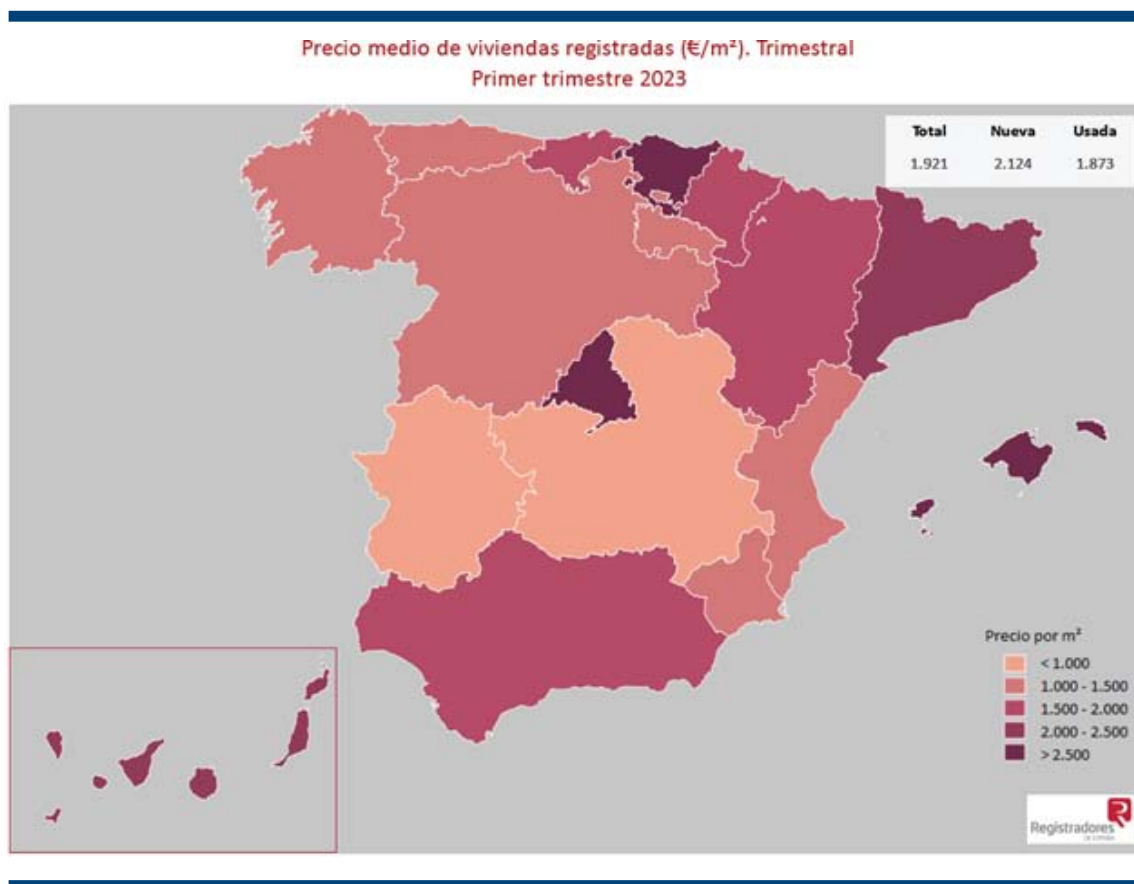 Precio medio de viviendas registradas (€/m²). Trimestral
Primer trimestre 2023
Total Nueva Usada
1.921 2.124 1.873
Precio por m²
< 1.000
1.000 - 1.500
1.500 - 2.000
2.000 - 2.500
> 2.500
Registradores
DE ESPAÑA